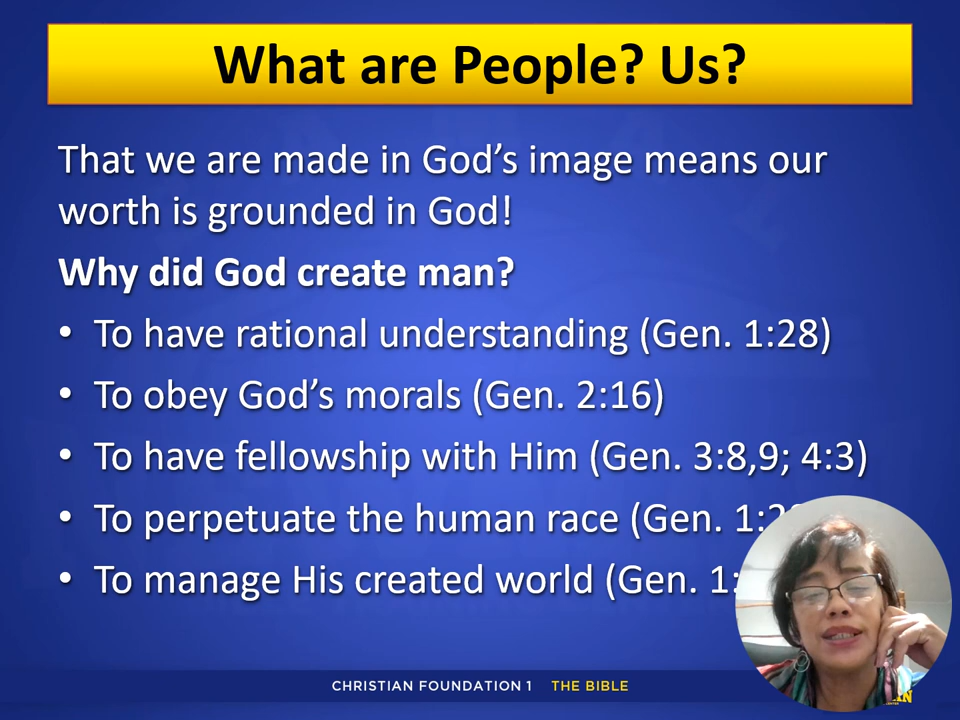 What are People? Us?
That we are made in God's image means our
worth is grounded in God!
Why did God create man?
• To have rational understanding (Gen. 1:28)
• To obey God's morals (Gen. 2:16)
• To have fellowship with Him (Gen. 3:8,9; 4:3)
• To perpetuate the human race (Gen.
• To manage His created world (Gen.
CHRISTIAN FOUNDATION 1 THE BIBLE